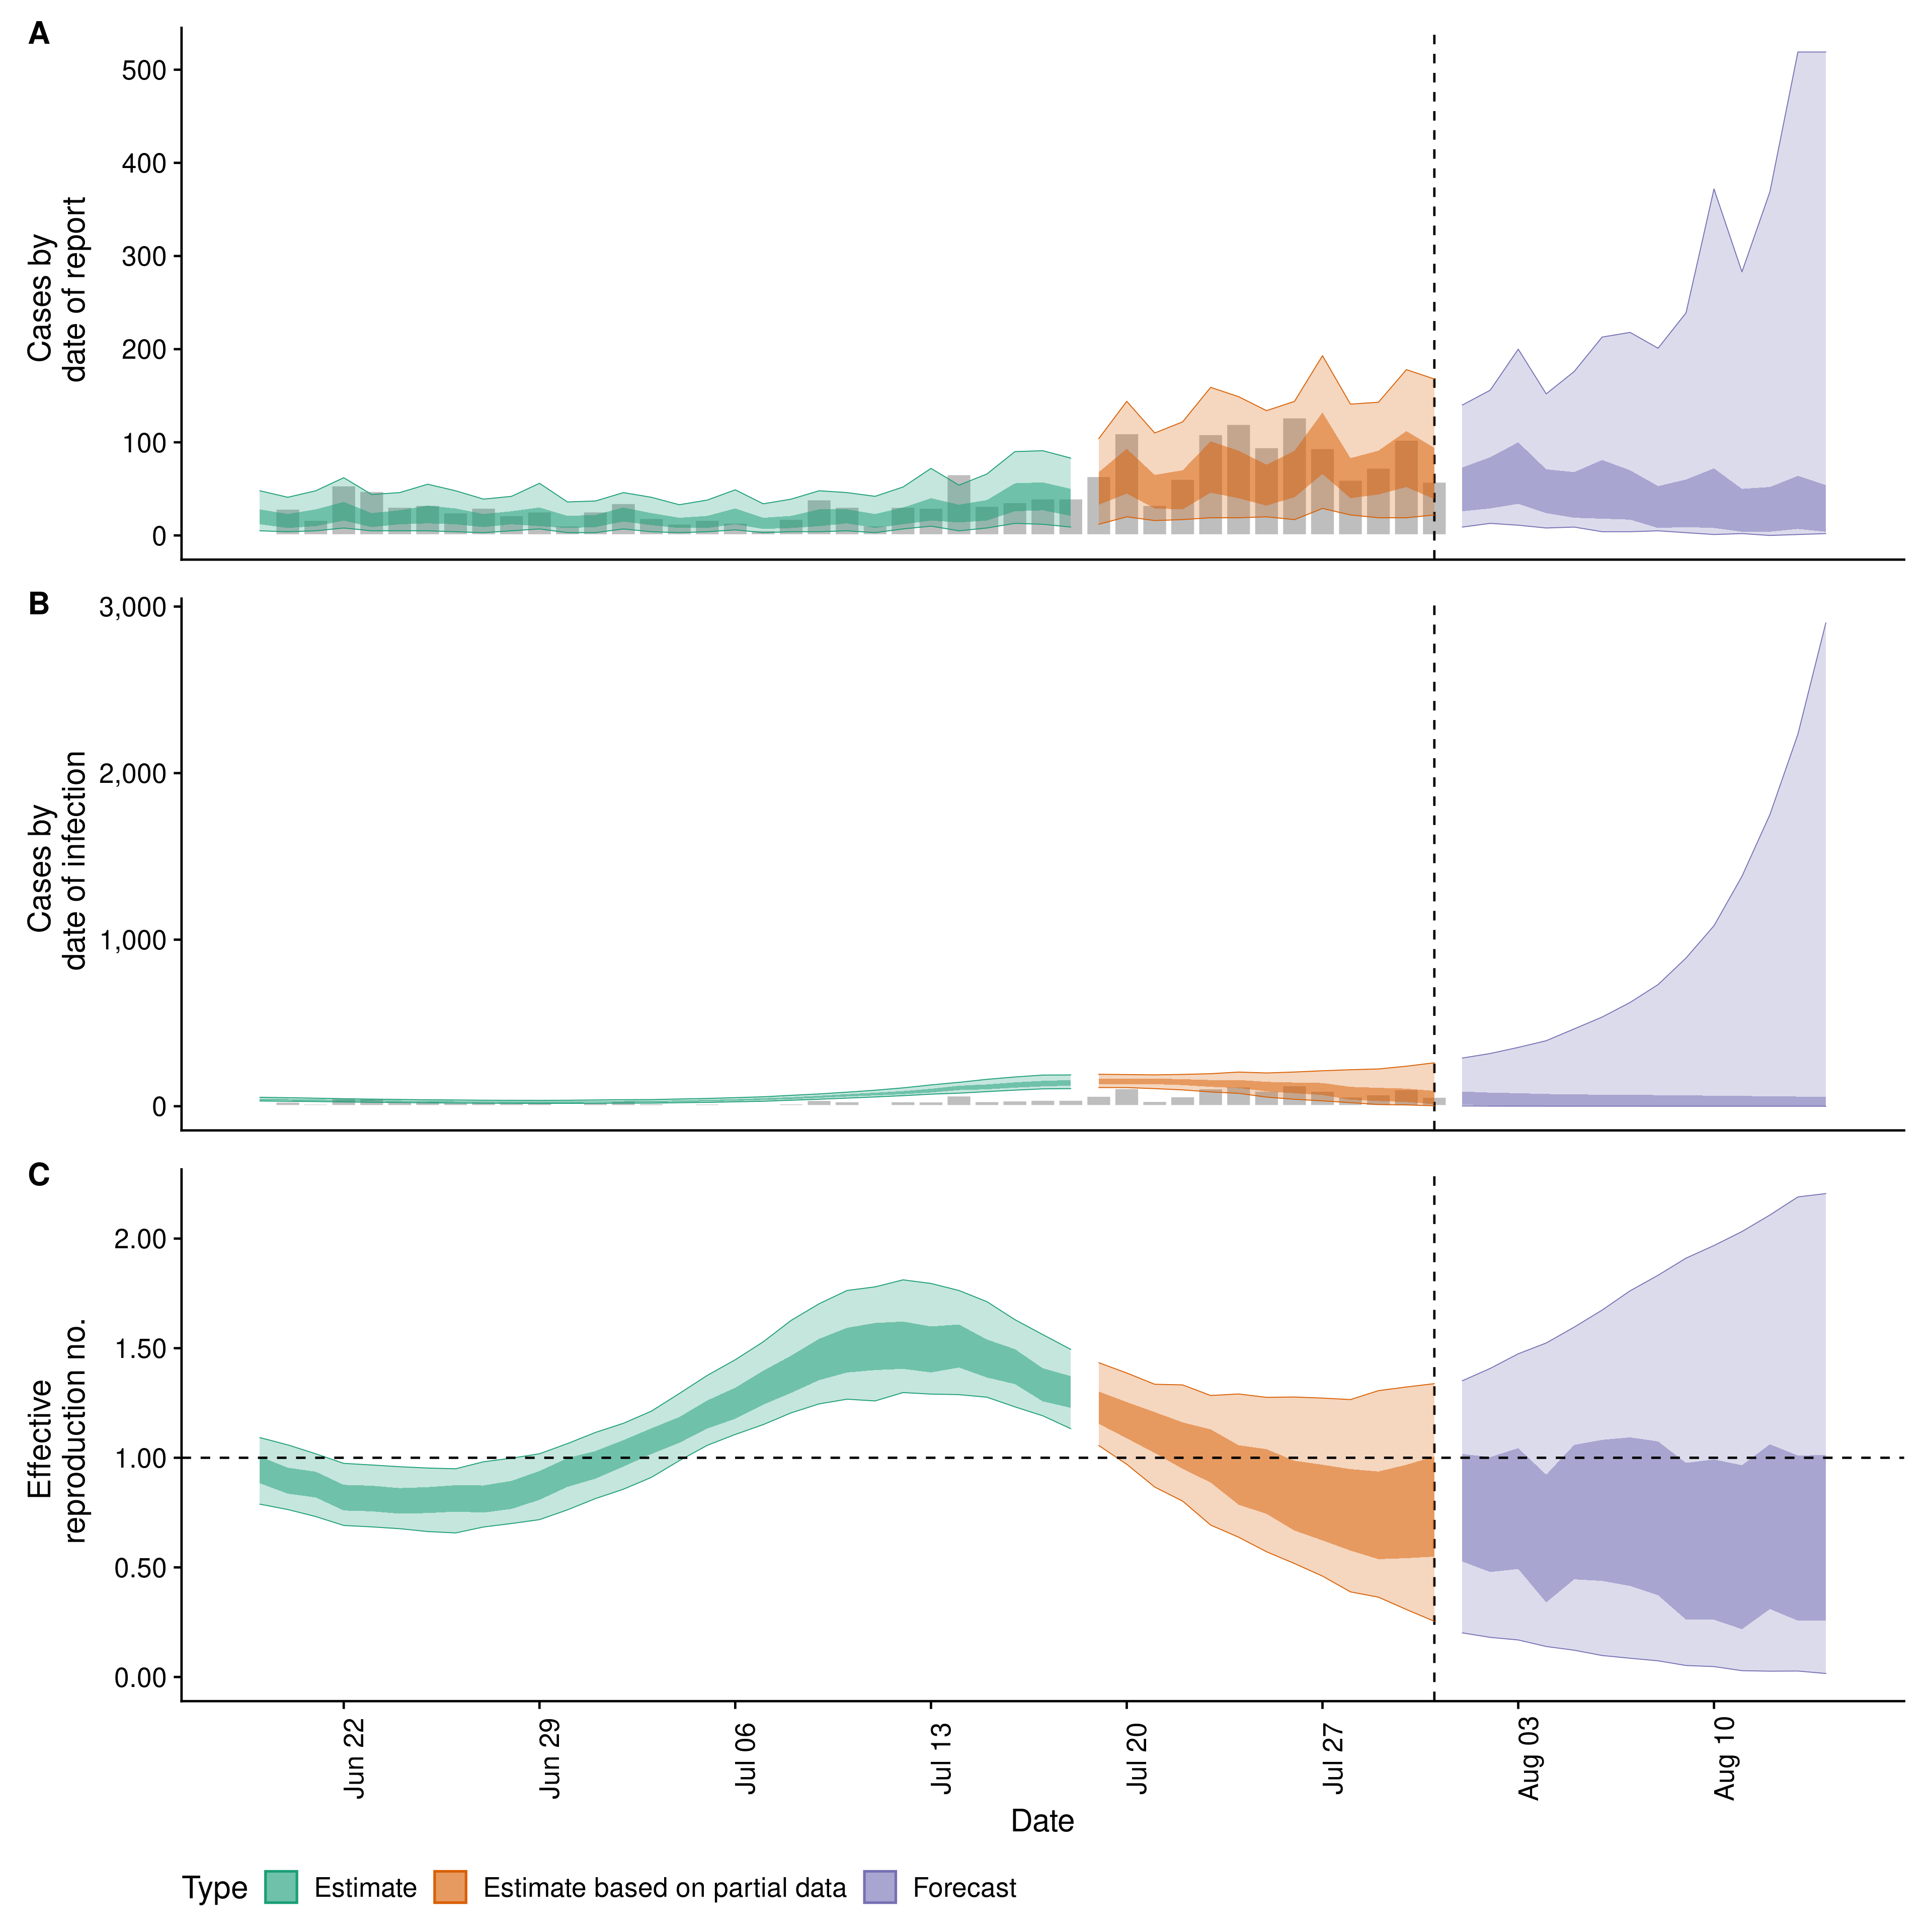 A
Cases by
date of report
500
400
300
200
100
0
B
Cases by
date of infection
3,000
2,000
1,000
0
C
Effective
reproduction no.
2.00
1.50
1.00
0.50
0.00
Jun 22
Jun 29
Jul 06
Jul 13
Jul 20
Jul 27
Aug 03
Aug 10
Date
Type Estimate Estimate based on partial data Forecast